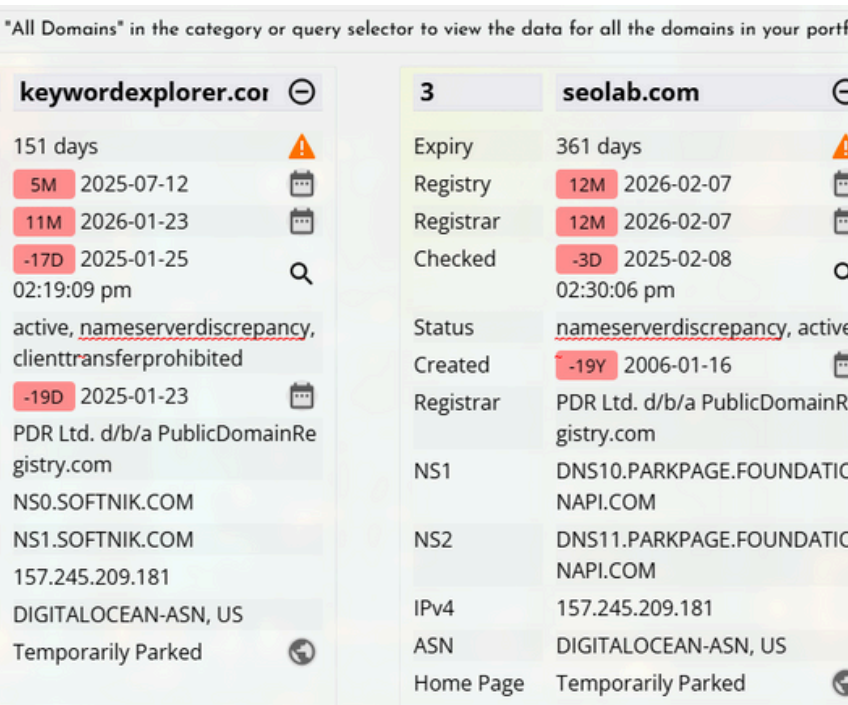 "All Domains" in the category or query selector to view the data for all the domains in your portf
keywordexplorer.cor
151 days
5M 2025-07-12
11M 2026-01-23
-17D 2025-01-25
02:19:09 pm
active, nameserverdiscrepancy,
clienttransferprohibited
-19D 2025-01-23
PDR Ltd. d/b/a PublicDomainRe
gistry.com
NS0.SOFTNIK.COM
NS1.SOFTNIK.COM
157.245.209.181
DIGITALOCEAN-ASN, US
Temporarily Parked
3 seolab.com
Expiry 361 days
Registry 12M 2026-02-07
Registrar 12M 2026-02-07
Checked -3D 2025-02-08
02:30:06 pm
Status nameserverdiscrepancy, active
Created -19Y 2006-01-16
Registrar PDR Ltd. d/b/a PublicDomainR
gistry.com
NS1 DNS10.PARKPAGE.FOUNDATIO
NAPI.COM
NS2 DNS11.PARKPAGE.FOUNDATIO
NAPI.COM
IPv4 157.245.209.181
ASN DIGITALOCEAN-ASN, US
Home Page Temporarily Parked